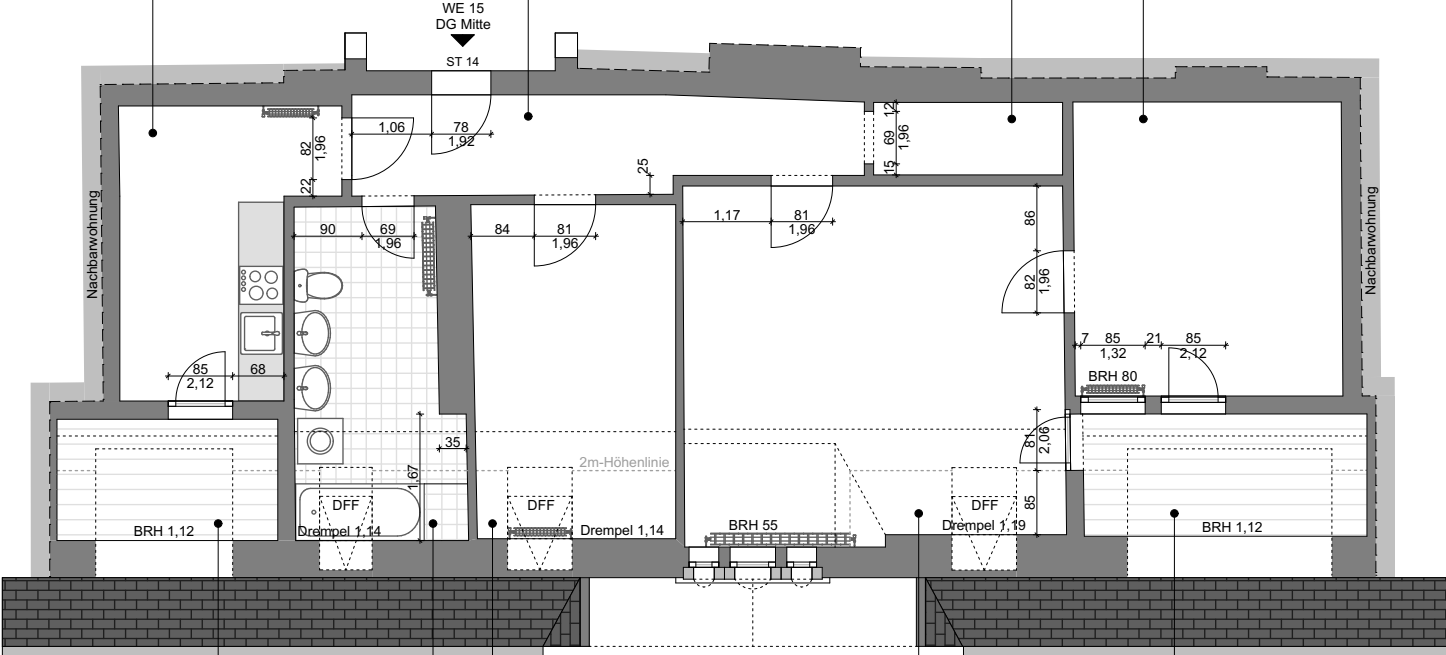 WE 15
DG Mitte
ST 14
1,06
78
1,92
82
1,96
22
25
12
69
1,96
15
Nachbarwohnung
Nachbarwohnung
90
69
1,96
84
81
1,96
1,17
81
1,96
86
82
1,96
7
85
1,32
21
85
2,12
BRH 80
85
2,12
68
35
1,67
81
2,06
85
2m-Höhenlinie
DFF
DFF
DFF
BRH 1,12
Drempel 1,14
Drempel 1,14
BRH 55
Drempel 1,19
BRH 1,12